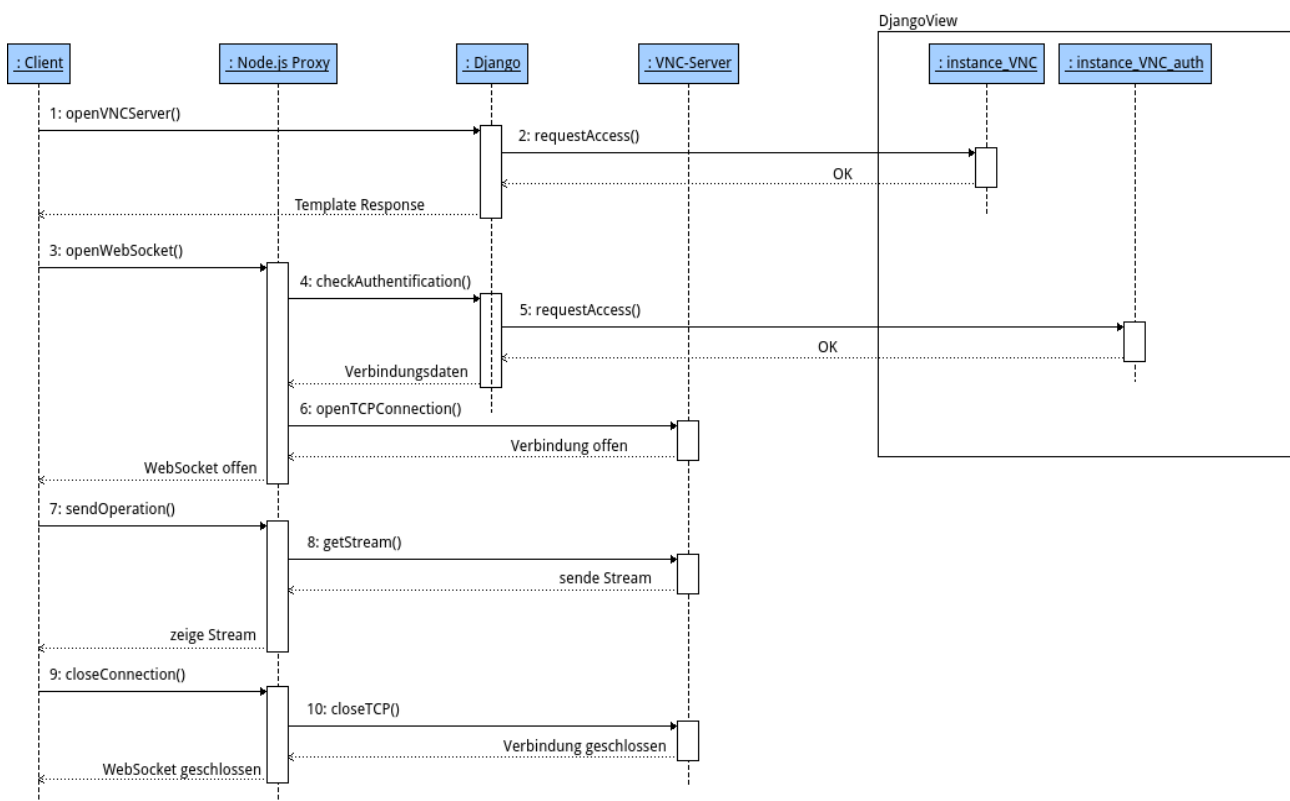 DjangoView
: Client
: Node.js Proxy
: Django
: VNC-Server
: instance_VNC
: instance_VNC_auth
1: openVNCServer()
2: requestAccess()
OK
Template Response
3: openWebSocket()
4: checkAuthentification()
5: requestAccess()
OK
Verbindungsdaten
6: openTCPConnection()
Verbindung offen
WebSocket offen
7: sendOperation()
8: getStream()
sende Stream
zeige Stream
9: closeConnection()
10: closeTCP()
Verbindung geschlossen
WebSocket geschlossen